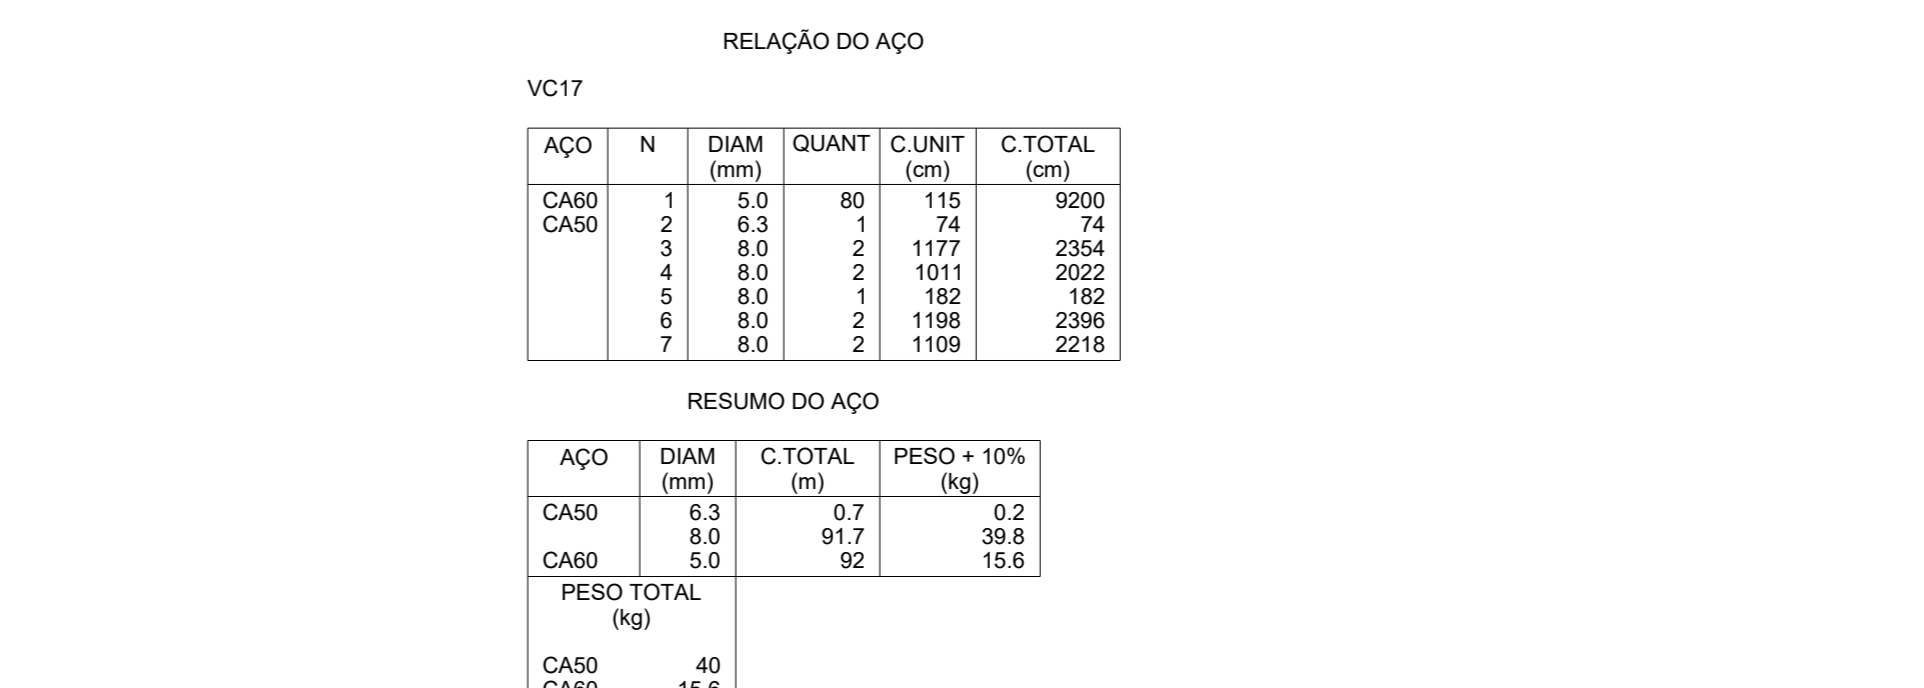 RELAÇÃO DO AÇO
VC17
AÇO N DIAM QUANT C.UNIT C.TOTAL
(mm) (cm) (cm)
CA60 1 5.0 80 115 9200
CA50 2 6.3 1 74 74
3 8.0 2 1177 2354
4 8.0 2 1011 2022
5 8.0 1 182 182
6 8.0 2 1198 2396
7 8.0 2 1109 2218
RESUMO DO AÇO
AÇO DIAM C.TOTAL PESO + 10%
(mm) (m) (kg)
CA50 6.3 0.7 0.2
8.0 91.7 39.8
CA60 5.0 92 15.6
PESO TOTAL
(kg)
CA50 40
CA60 15.6